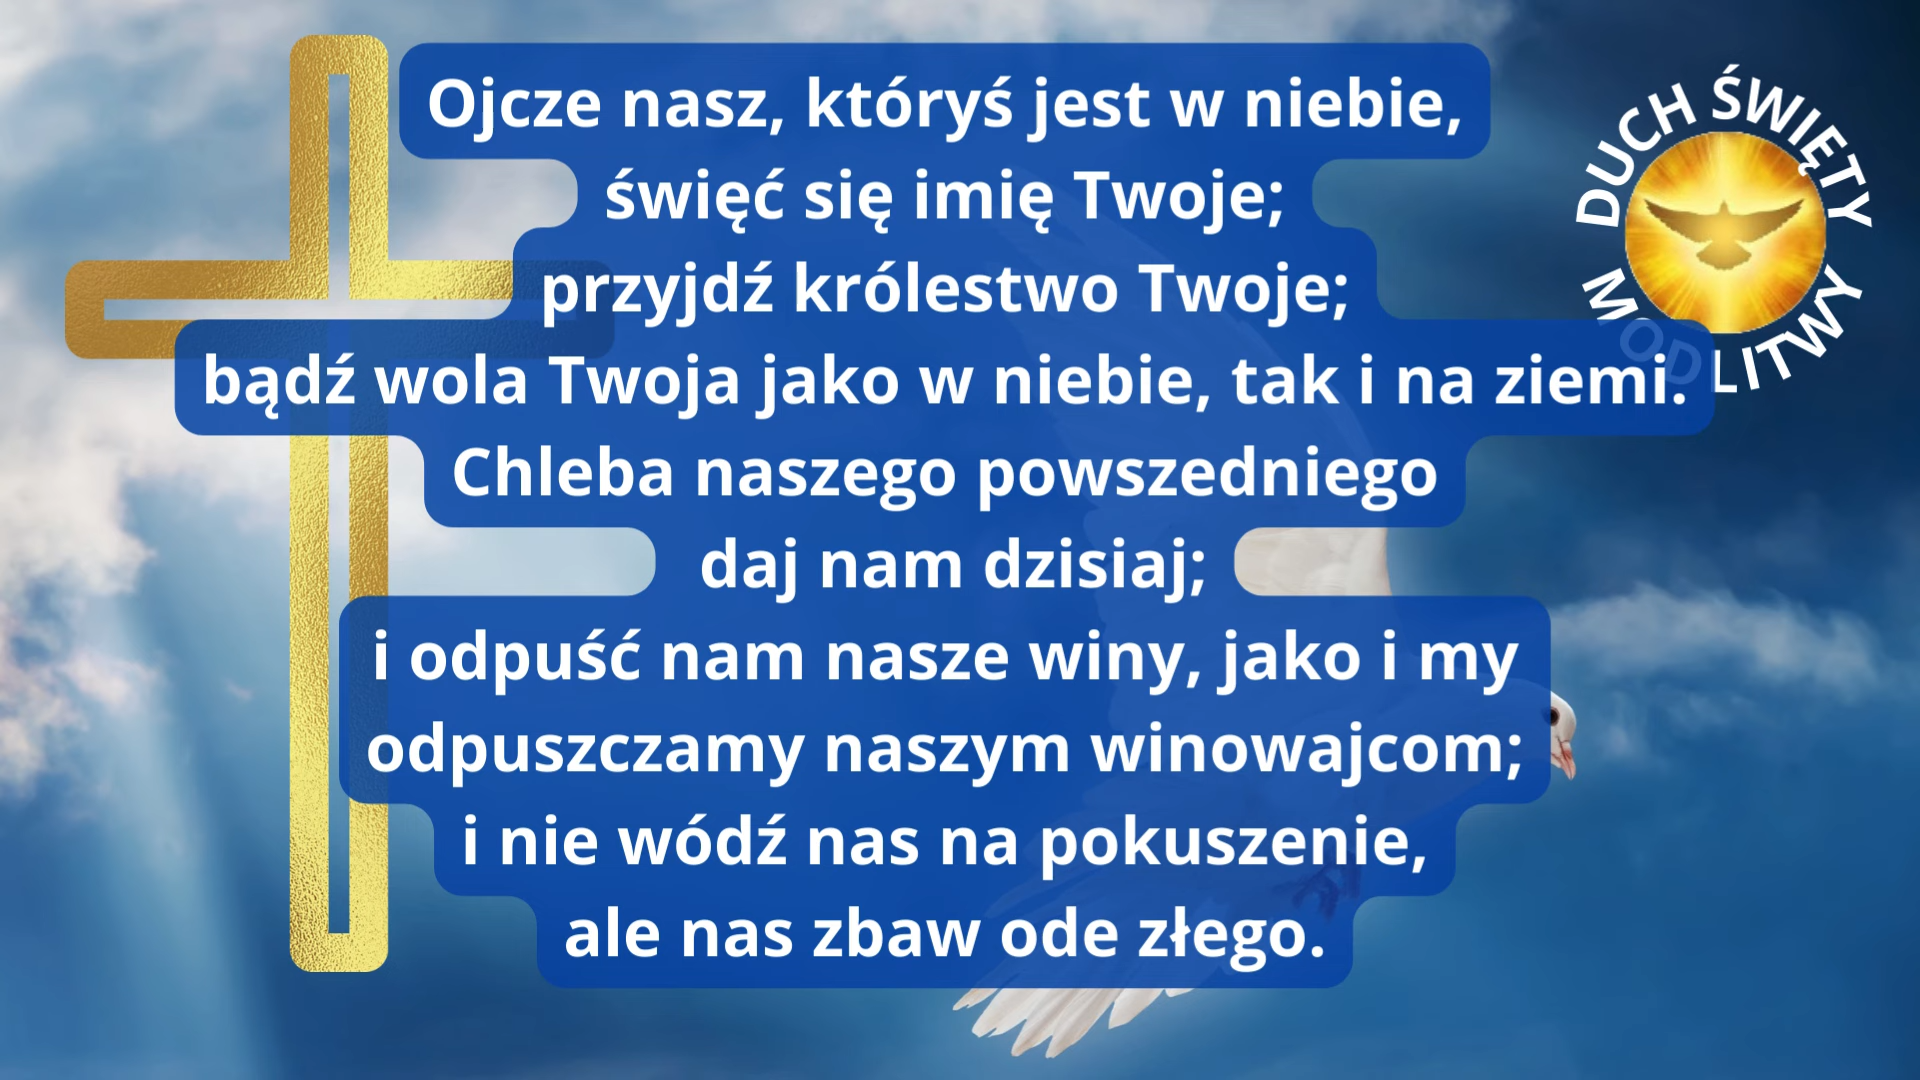 Ojcze nasz, któryś jest w niebie,
święć się imię Twoje;
przyjdź królestwo Twoje;
bądź wola Twoja jako w niebie, tak i na ziemi.
Chleba naszego powszedniego
daj nam dzisiaj;
i odpuść nam nasze winy, jako i my
odpuszczamy naszym winowajcom;
i nie wódź nas na pokuszenie,
ale nas zbaw ode złego.
DUCH ŚWIĘTY
MODLITWY